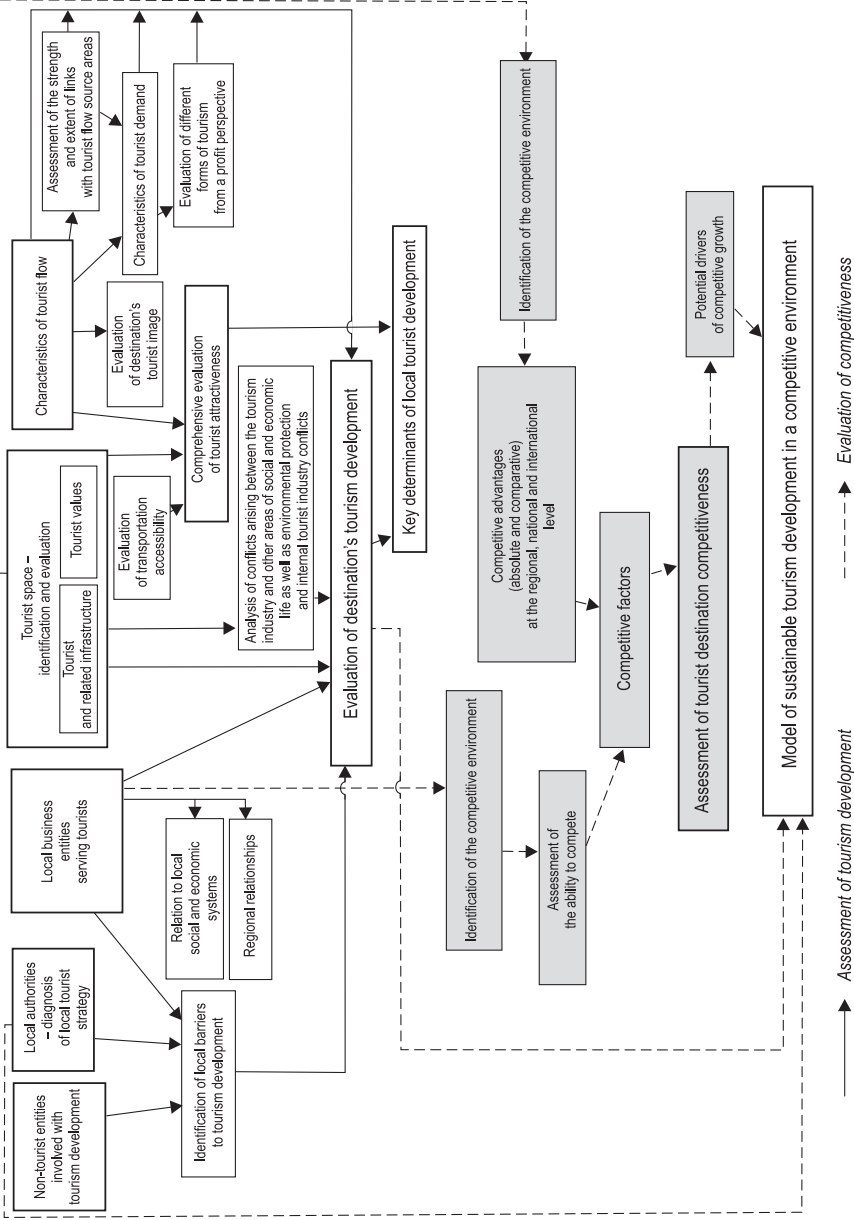 Non-tourist entities
involved with
tourism development
Local authorities
– diagnosis
of local tourist
strategy
Local business
entities
serving tourists
Tourist space –
identification and evaluation
Tourist
and related infrastructure
Tourist values
Characteristics of tourist flow
Assessment of the strength
and extent of links
with tourist flow source areas
Characteristics of tourist demand
Evaluation of different
forms of tourism
from a profit perspective
Evaluation
of destination's
tourist image
Evaluation
of transportation
accessibility
Comprehensive evaluation
of tourist attractiveness
Relation to local
social and economic
systems
Regional relationships
Identification of local barriers
to tourism development
Analysis of conflicts arising between the tourism
industry and other areas of social and economic
life as well as environmental protection
and internal tourist industry conflicts
Evaluation of destination's tourism development
Key determinants of local tourist development
Identification of the competitive environment
Assessment of
the ability to compete
Identification of the competitive environment
Competitive advantages
(absolute and comparative)
at the regional, national and international
level
Competitive factors
Assessment of tourist destination competitiveness
Potential drivers
of competitive growth
Model of sustainable tourism development in a competitive environment
Assessment of tourism development
Evaluation of competitiveness